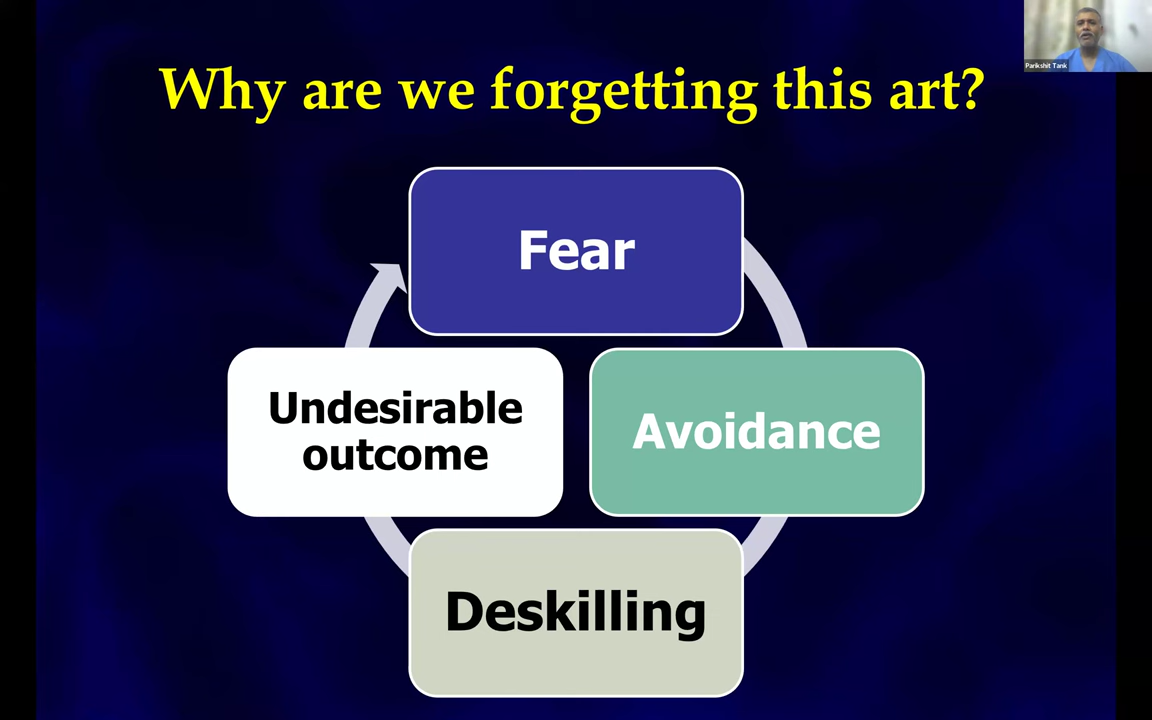 Parikshit Tank
Why are we forgetting this art?
Fear
Avoidance
Deskilling
Undesirable
outcome